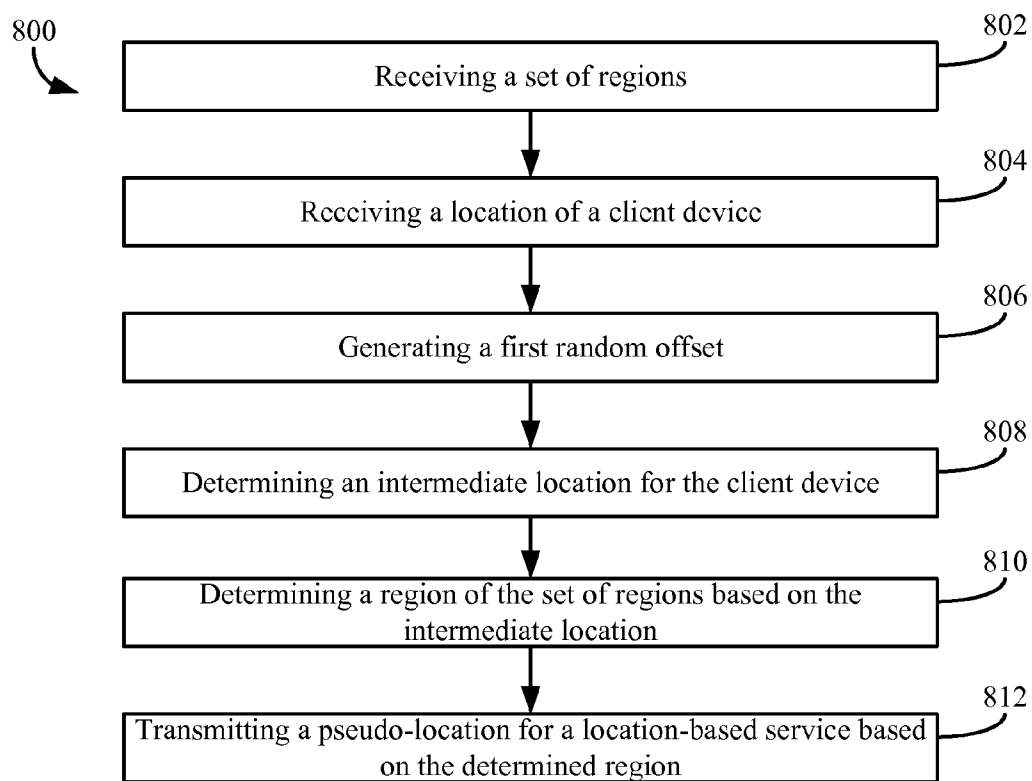 800
802
Receiving a set of regions
804
Receiving a location of a client device
806
Generating a first random offset
808
Determining an intermediate location for the client device
810
Determining a region of the set of regions based on the
intermediate location
812
Transmitting a pseudo-location for a location-based service based
on the determined region